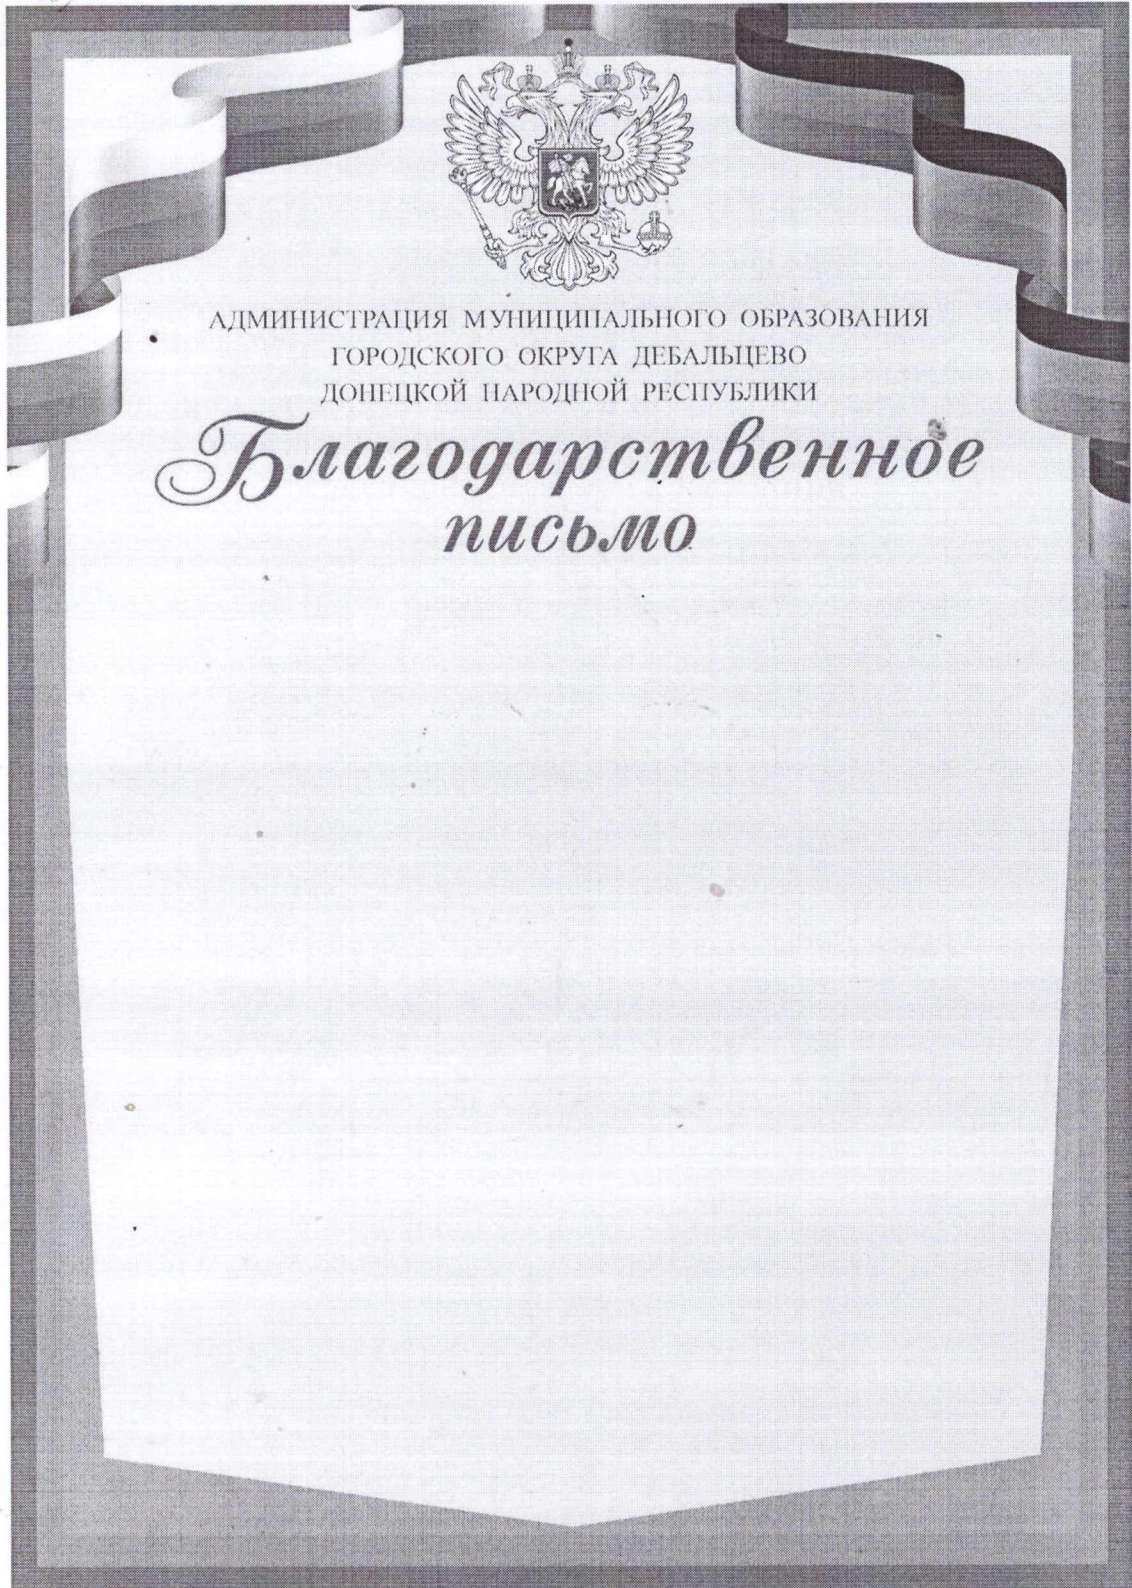 АДМИНИСТРАЦИЯ МУНИЦИПАЛЬНОГО ОБРАЗОВАНИЯ
ГОРОДСКОГО ОКРУГА ДЕБАЛЬЦЕВО
ДОНЕЦКОЙ НАРОДНОЙ РЕСПУБЛИКИ
Благодарственное
письмо